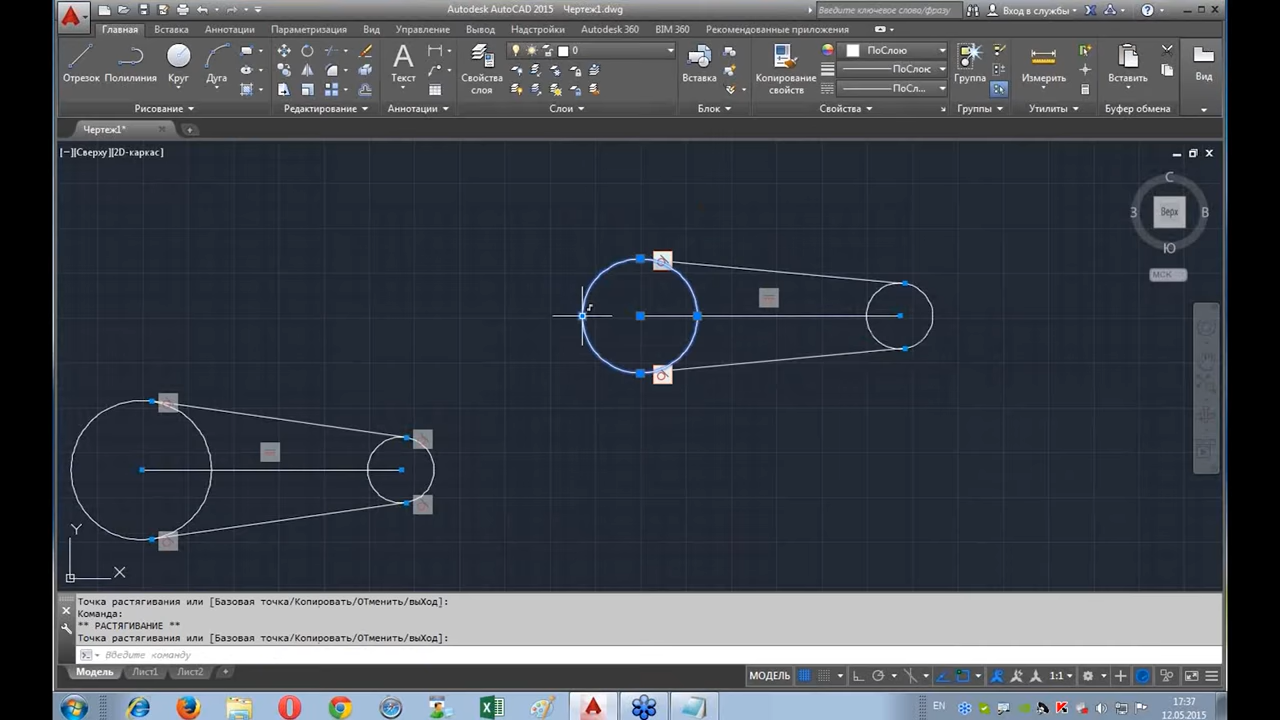 Autodesk AutoCAD 2015 Чертеж1.dwg
Введите ключевое слово/фразу
Вход в службы
Главная Вставка Аннотации Параметризация Вид Управление Вывод Надстройки Autodesk 360 BIM 360 Рекомендованные приложения
Отрезок Полилиния Круг Дуга
Текст
Свойства слоя
0
Вставка
Копирование свойств
ПоСлою
ПоСлою
ПоСл...
Группа
Измерить
Вставить
Вид
Рисование Редактирование Аннотации Слои Блок Свойства Группы Утилиты Буфер обмена
Чертеж1*
[−][Сверху][2D-каркас]
С
З Верх В
Ю
МСК
Y
X
Точка растягивания или [Базовая точка/Копировать/ОТменить/выХод]:
Команда:
** РАСТЯГИВАНИЕ **
Точка растягивания или [Базовая точка/Копировать/ОТменить/выХод]:
Введите команду
Модель Лист1 Лист2 +
МОДЕЛЬ
1:1
EN
17:37
12.05.2015